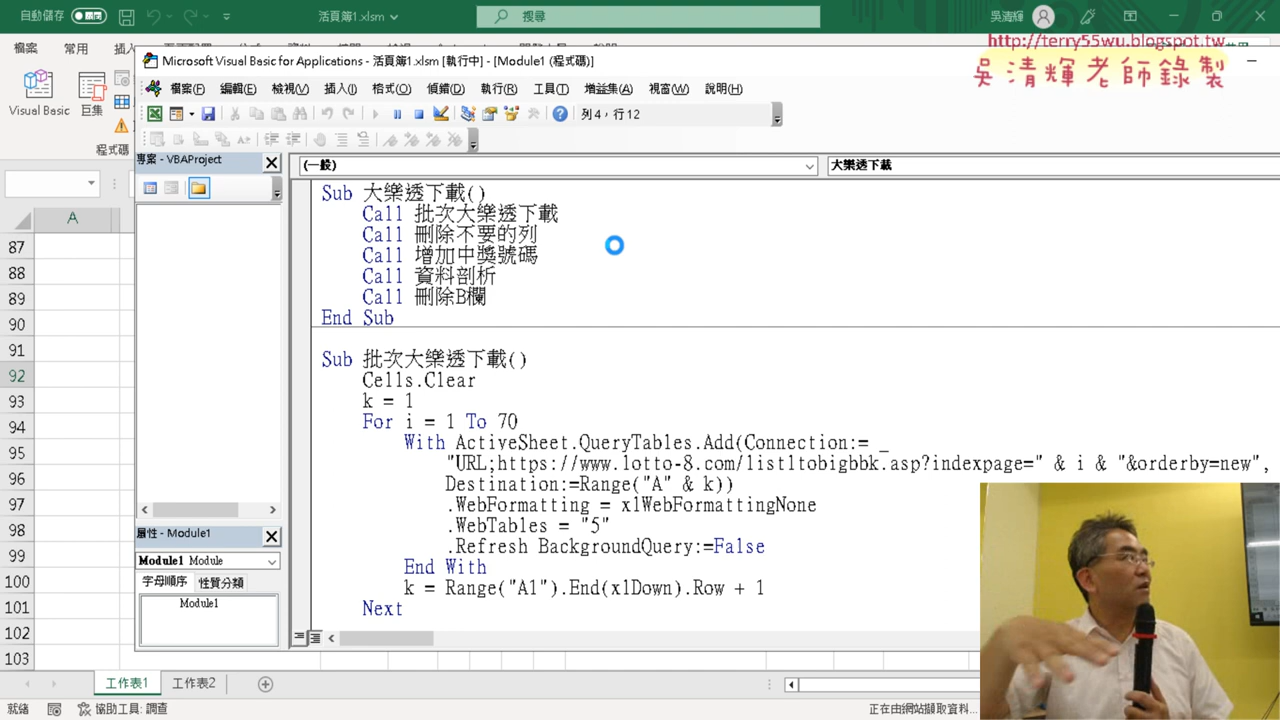 自動儲存
活頁簿1.xlsm
搜尋
吳清輝
http://terry55wu.blogspot.tw
吳清輝老師錄製
檔案 常用 插入
Visual Basic 巨集
程式碼
Microsoft Visual Basic for Applications - 活頁簿1.xlsm [執行中] - [Module1 (程式碼)]
檔案(F) 編輯(E) 檢視(V) 插入(I) 格式(O) 偵錯(D) 執行(R) 工具(T) 增益集(A) 視窗(W) 說明(H)
列 4，行 12
專案 - VBAProject
(一般)
大樂透下載
Sub 大樂透下載()
Call 批次大樂透下載
Call 刪除不要的列
Call 增加中獎號碼
Call 資料剖析
Call 刪除B欄
End Sub
Sub 批次大樂透下載()
Cells.Clear
k = 1
For i = 1 To 70
With ActiveSheet.QueryTables.Add(Connection:= _
"URL;https://www.lotto-8.com/listltobigbbk.asp?indexpage=" & i & "&orderby=new",
Destination:=Range("A" & k))
.WebFormatting = xlWebFormattingNone
.WebTables = "5"
.Refresh BackgroundQuery:=False
End With
k = Range("A1").End(xlDown).Row + 1
Next
屬性 - Module1
Module1 Module
字母順序 性質分類
Module1
A
87
88
89
90
91
92
93
94
95
96
97
98
99
100
101
102
103
工作表1 工作表2
就緒
協助工具: 調查
正在由網站擷取資料...